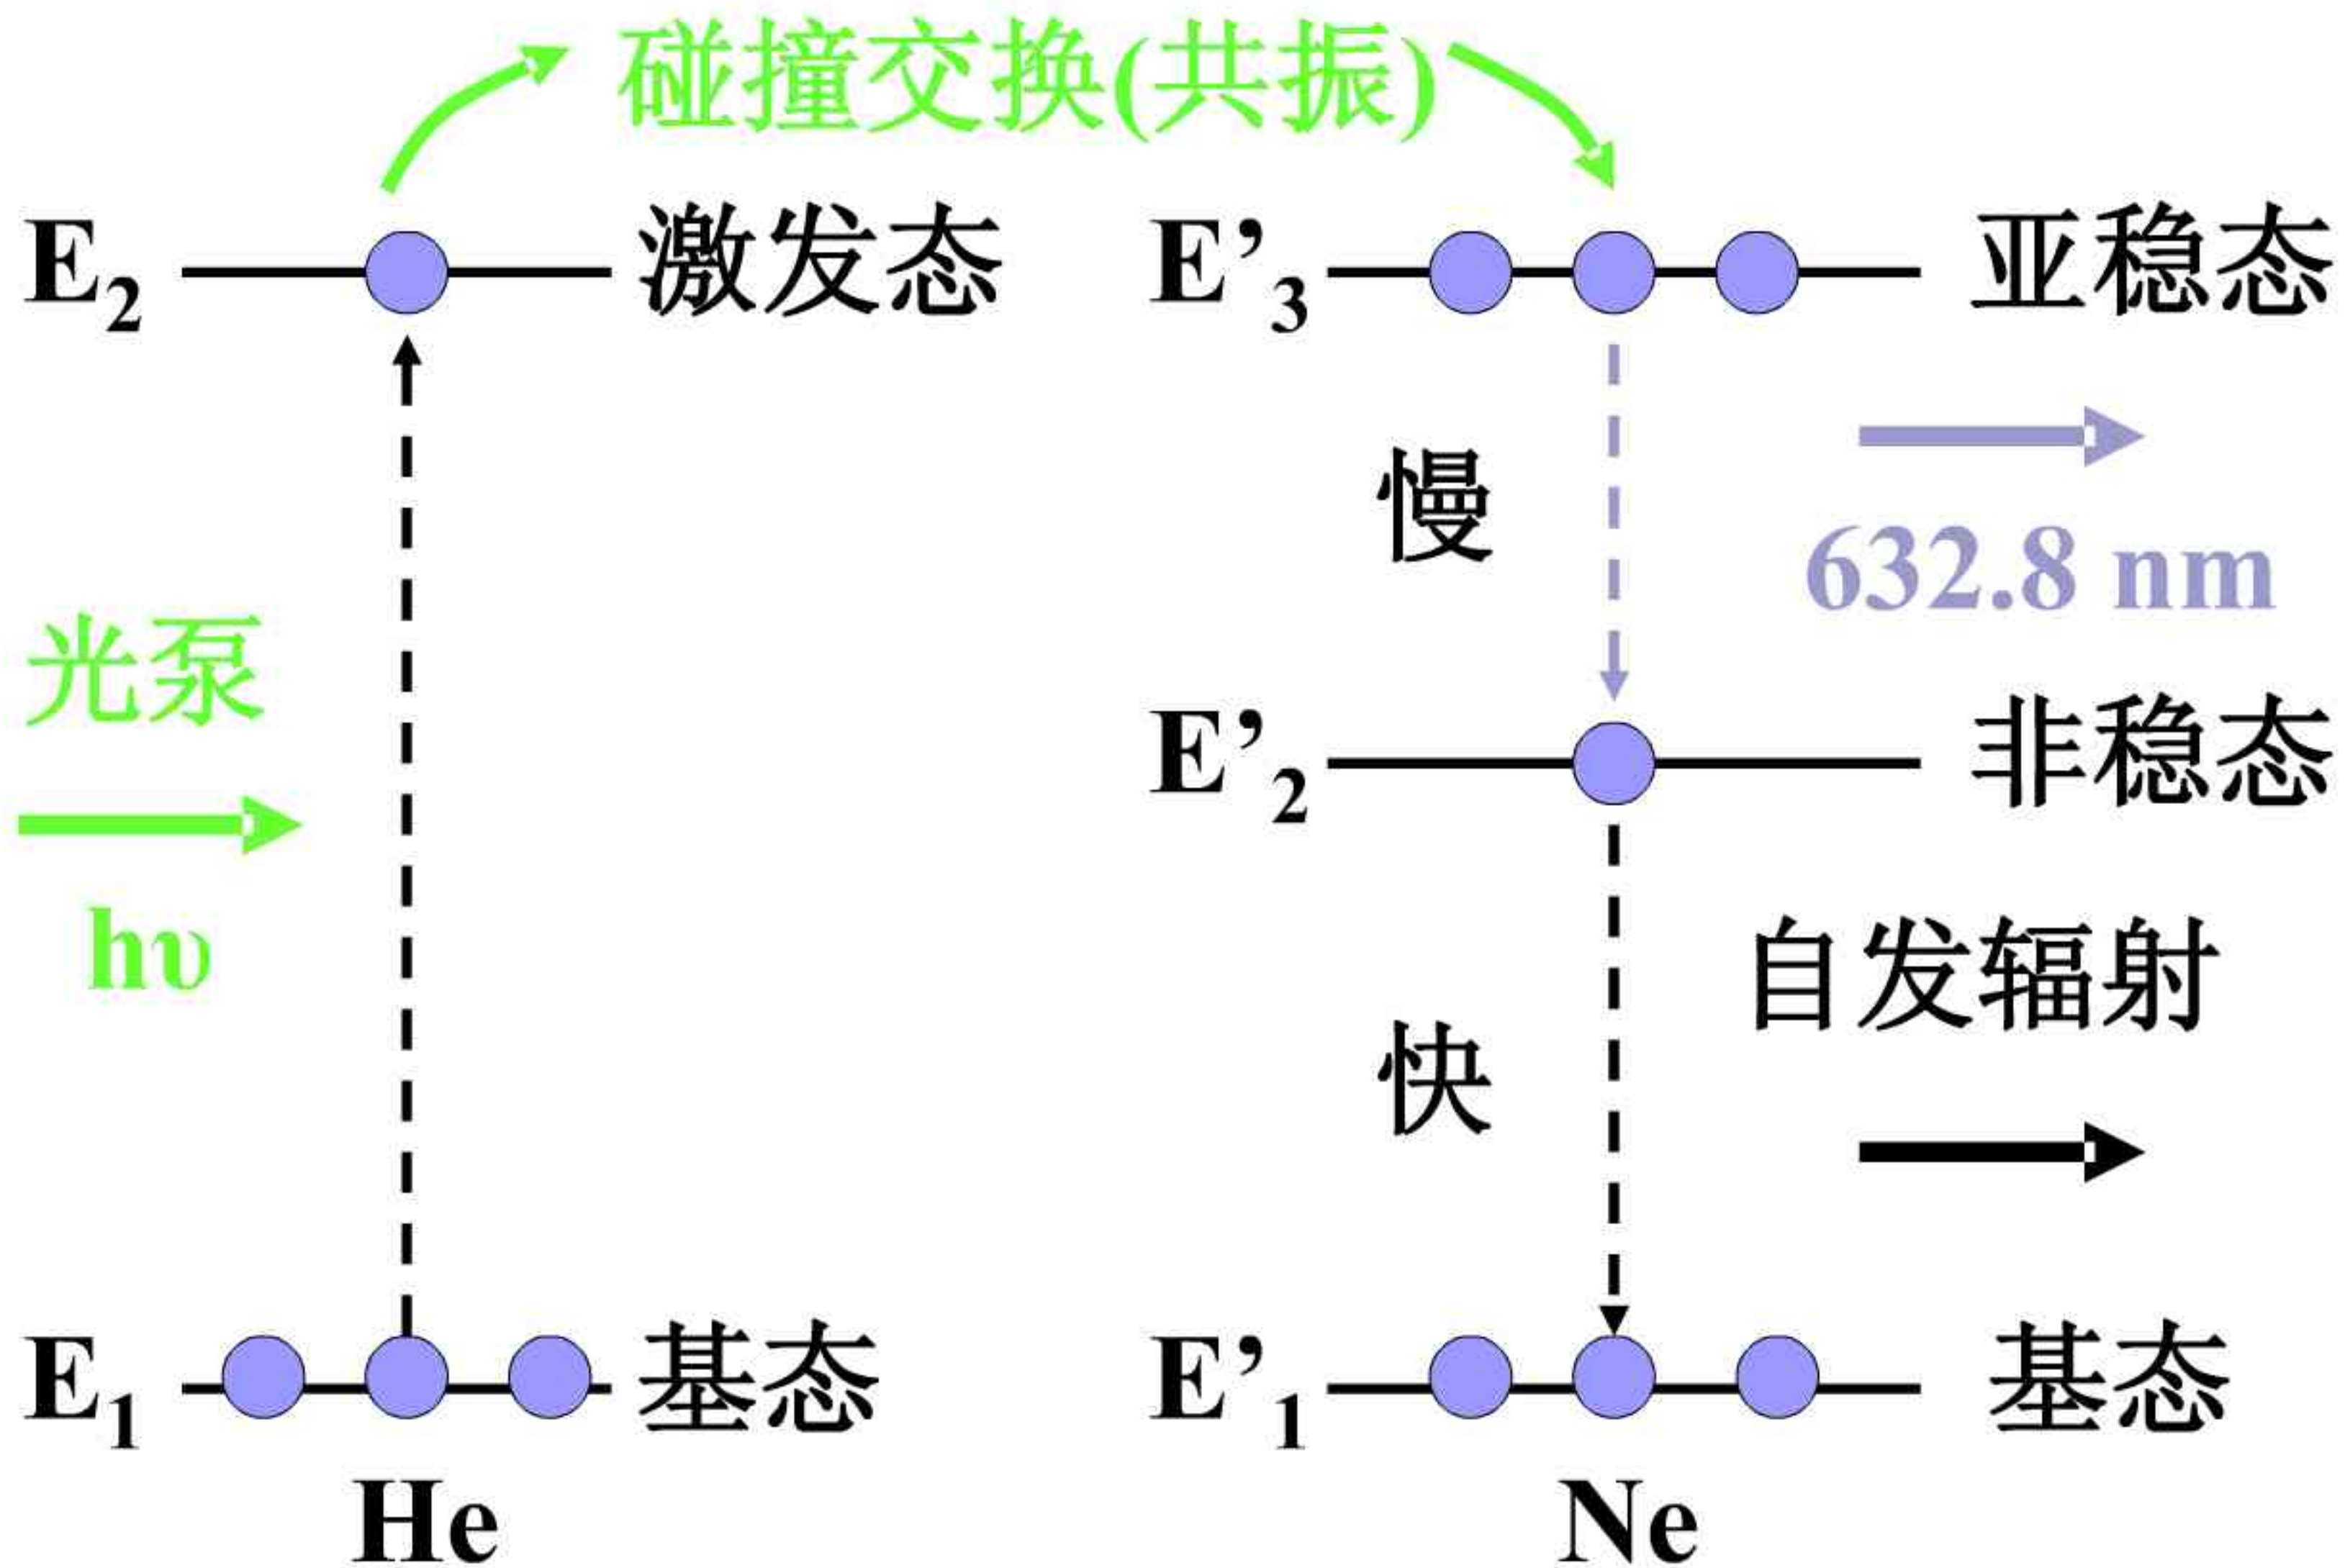 碰撞交换(共振)
E2 激发态
E’3 亚稳态
慢
632.8 nm
光泵
hυ
E’2 非稳态
自发辐射
快
E1 基态
E’1 基态
He
Ne